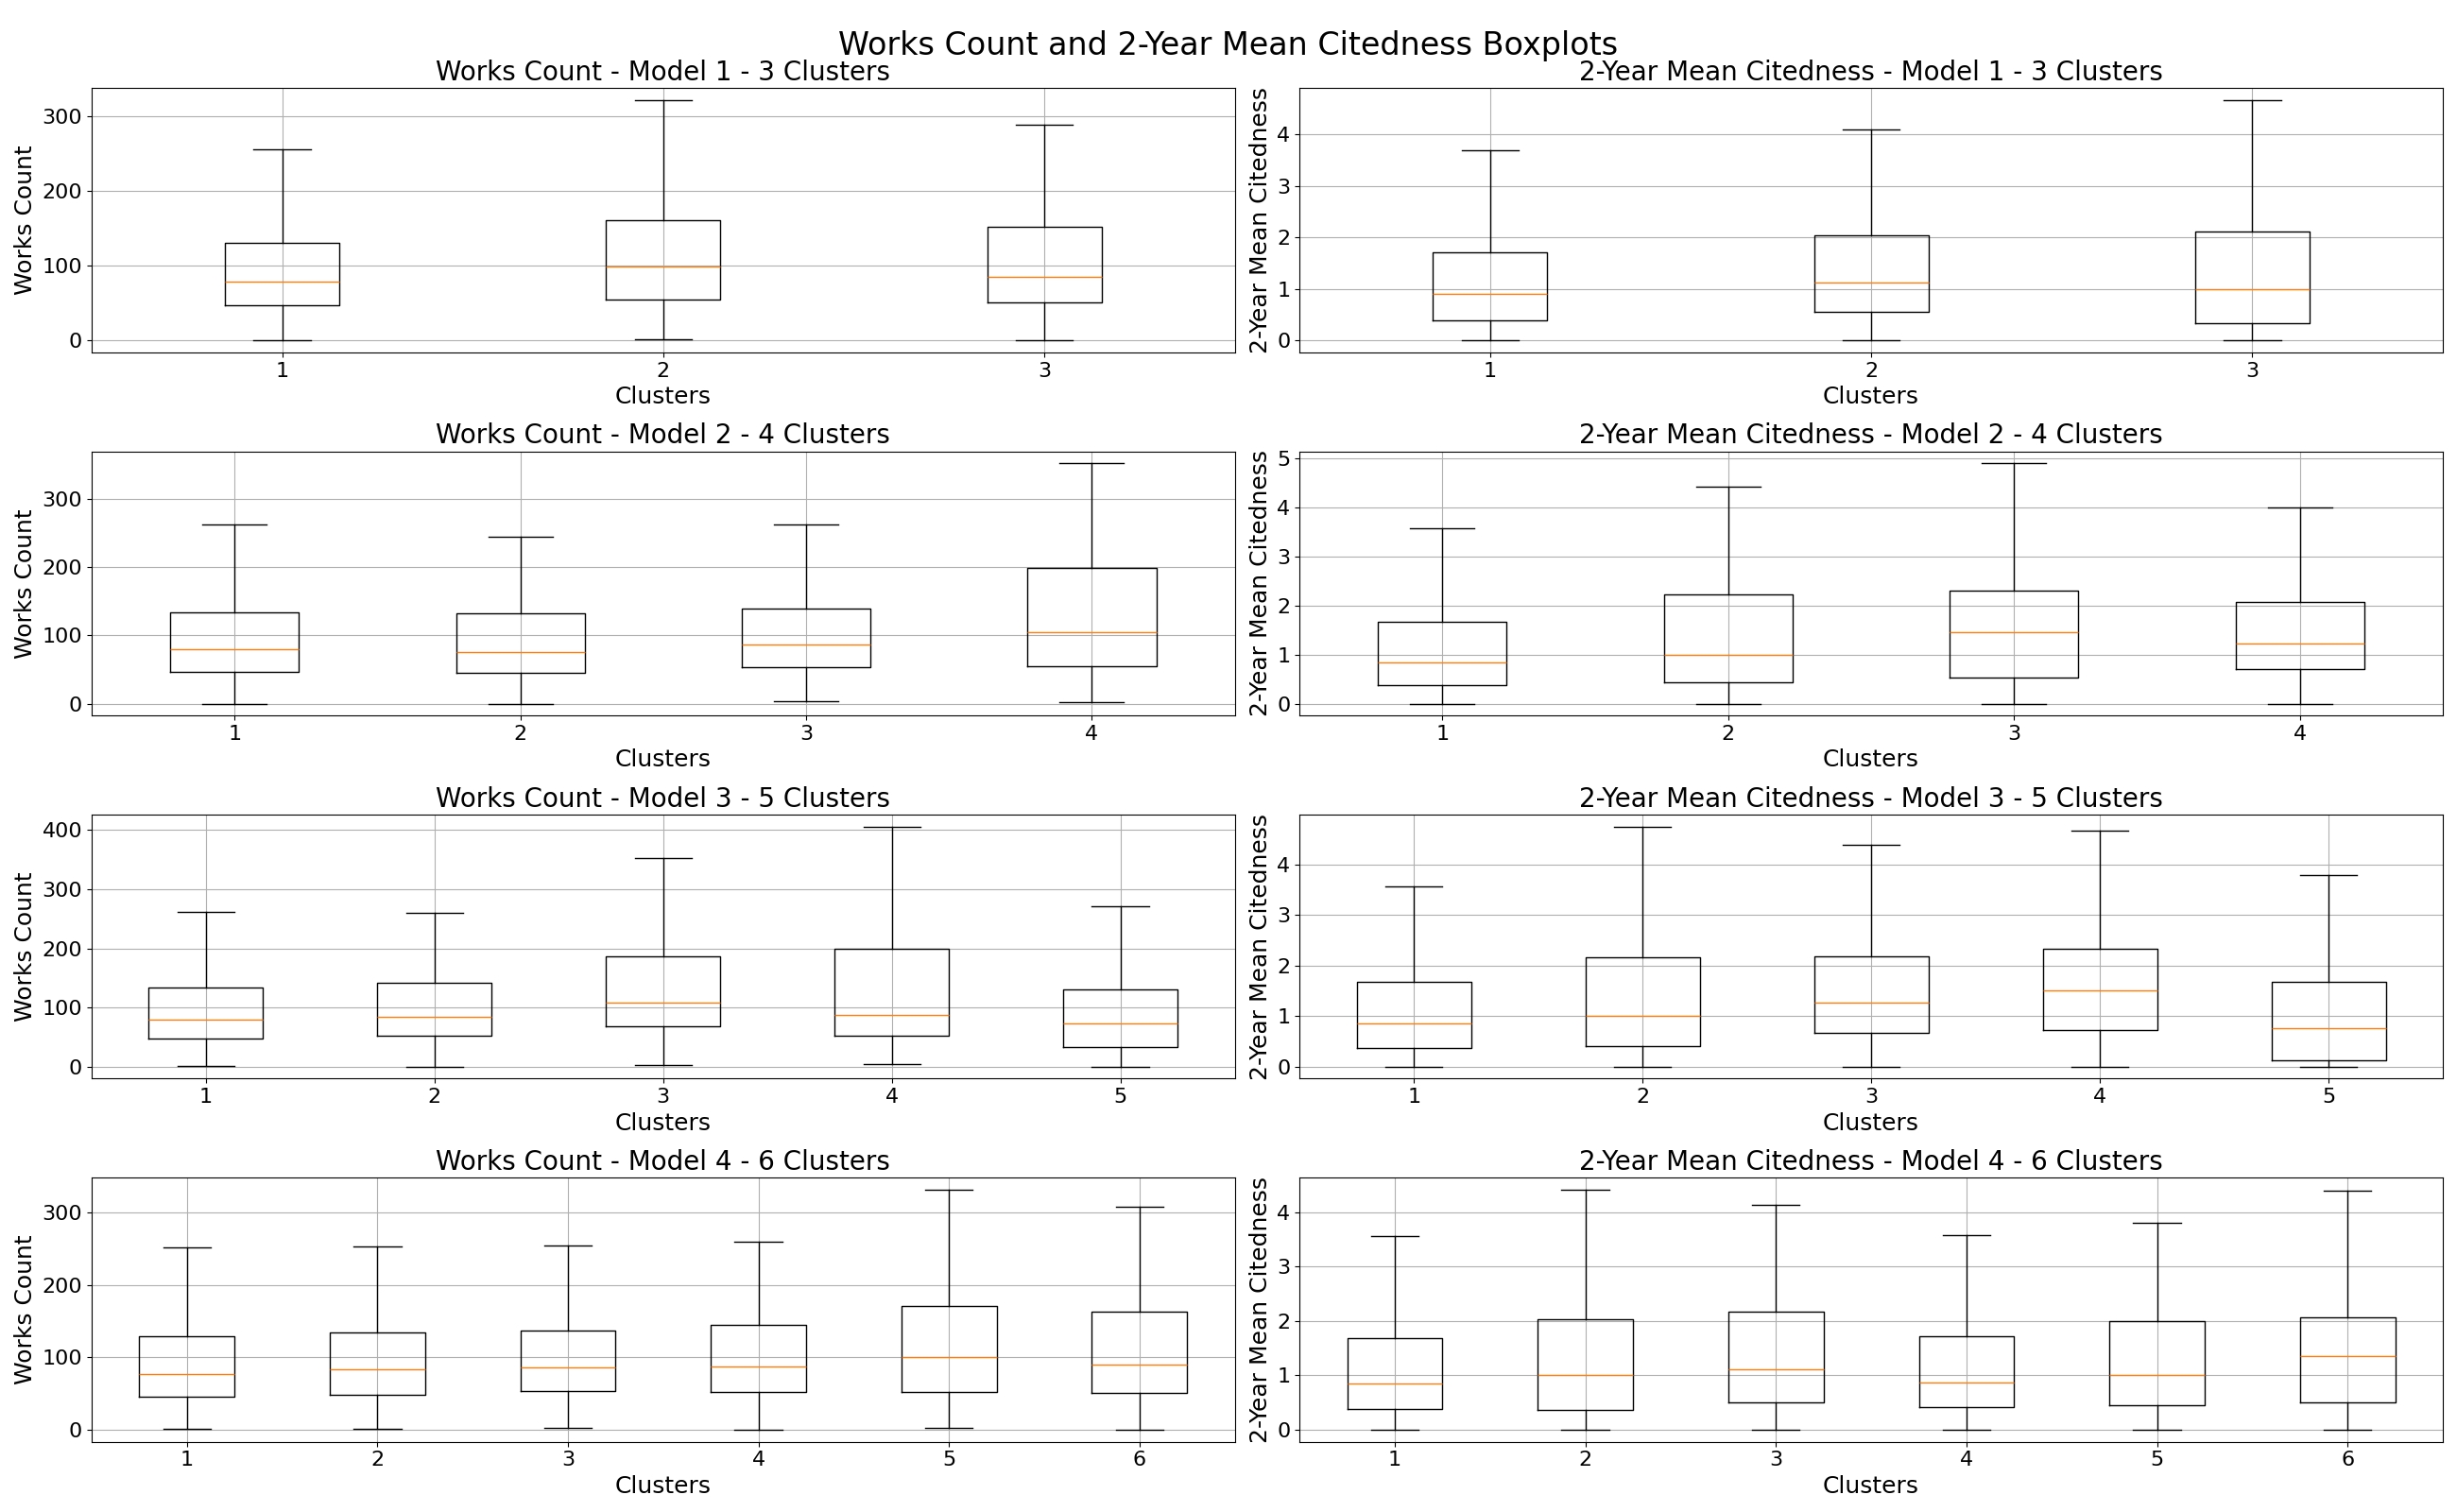 Works Count and 2-Year Mean Citedness Boxplots
Works Count - Model 1 - 3 Clusters
Works Count
300
200
100
0
1 2 3
Clusters
2-Year Mean Citedness - Model 1 - 3 Clusters
2-Year Mean Citedness
4
3
2
1
0
1 2 3
Clusters
Works Count - Model 2 - 4 Clusters
Works Count
300
200
100
0
1 2 3 4
Clusters
2-Year Mean Citedness - Model 2 - 4 Clusters
2-Year Mean Citedness
5
4
3
2
1
0
1 2 3 4
Clusters
Works Count - Model 3 - 5 Clusters
Works Count
400
300
200
100
0
1 2 3 4 5
Clusters
2-Year Mean Citedness - Model 3 - 5 Clusters
2-Year Mean Citedness
4
3
2
1
0
1 2 3 4 5
Clusters
Works Count - Model 4 - 6 Clusters
Works Count
300
200
100
0
1 2 3 4 5 6
Clusters
2-Year Mean Citedness - Model 4 - 6 Clusters
2-Year Mean Citedness
4
3
2
1
0
1 2 3 4 5 6
Clusters